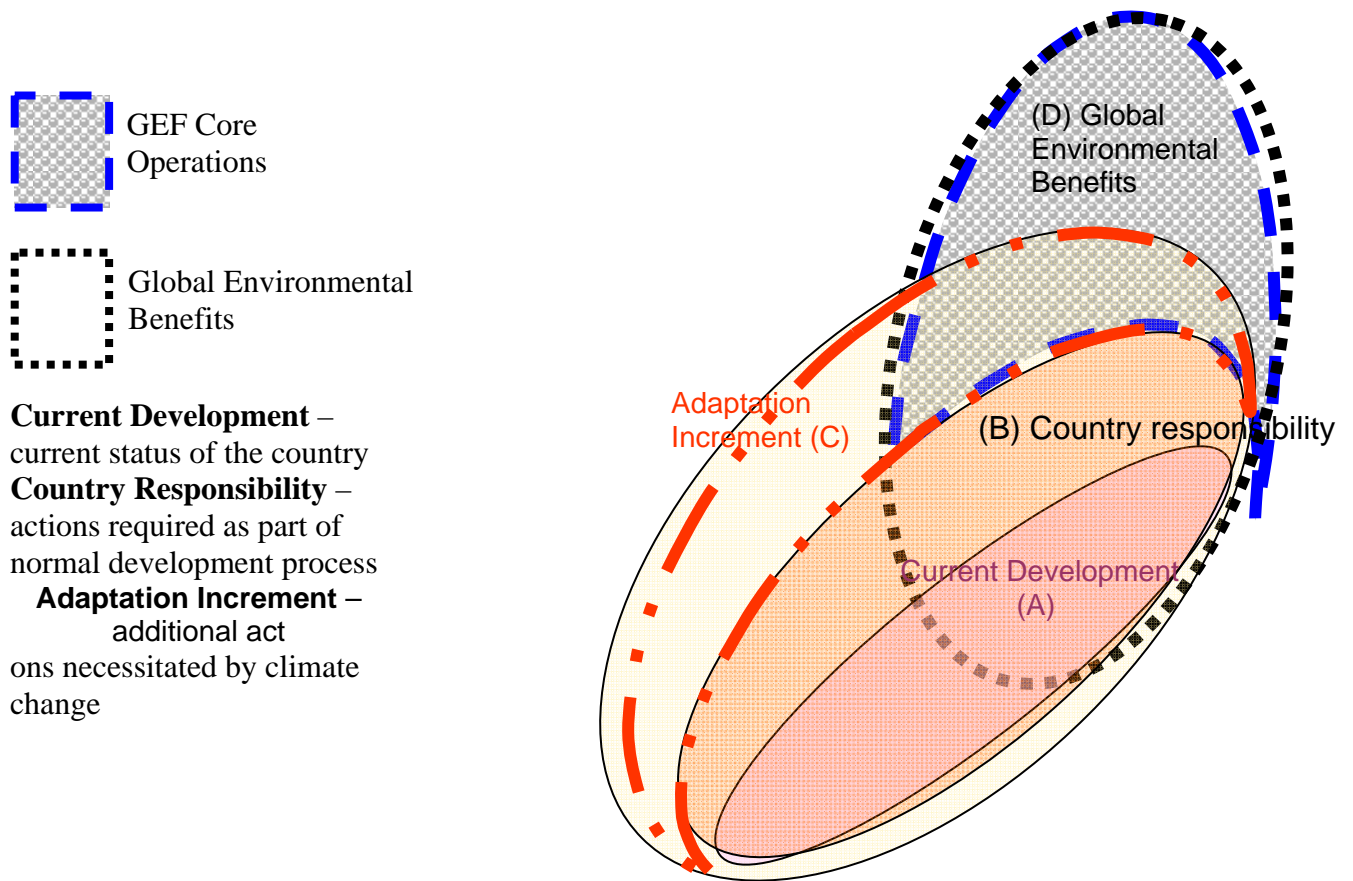 GEF Core
Operations
Global Environmental
Benefits
Current Development –
current status of the country
Country Responsibility –
actions required as part of
normal development process
Adaptation Increment –
additional act
ons necessitated by climate
change
(D) Global
Environmental
Benefits
Adaptation
Increment (C)
(B) Country responsibility
Current Development
(A)